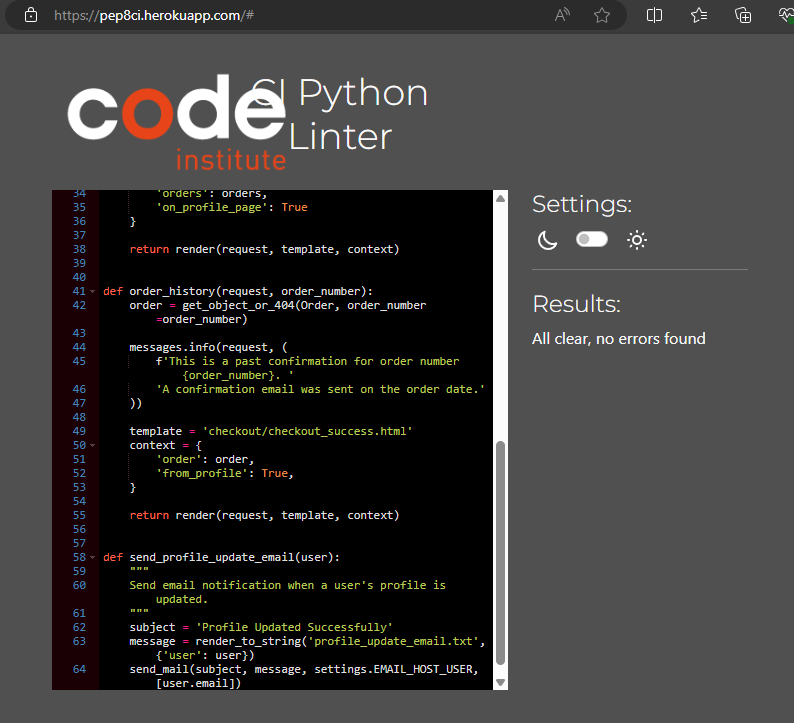 https://pep8ci.herokuapp.com/#
code
institute
CI Python
Linter
34 'orders': orders,
35 'on_profile_page': True
36 }
37
38 return render(request, template, context)
39
40
41 def order_history(request, order_number):
42 order = get_object_or_404(Order, order_number
=order_number)
43
44 messages.info(request, (
45 f'This is a past confirmation for order number
{order_number}. '
46 'A confirmation email was sent on the order date.'
47 ))
48
49 template = 'checkout/checkout_success.html'
50 context = {
51 'order': order,
52 'from_profile': True,
53 }
54
55 return render(request, template, context)
56
57
58 def send_profile_update_email(user):
59 """
60 Send email notification when a user's profile is
updated.
61 """
62 subject = 'Profile Updated Successfully'
63 message = render_to_string('profile_update_email.txt',
{'user': user})
64 send_mail(subject, message, settings.EMAIL_HOST_USER,
[user.email])
Settings:
Results:
All clear, no errors found